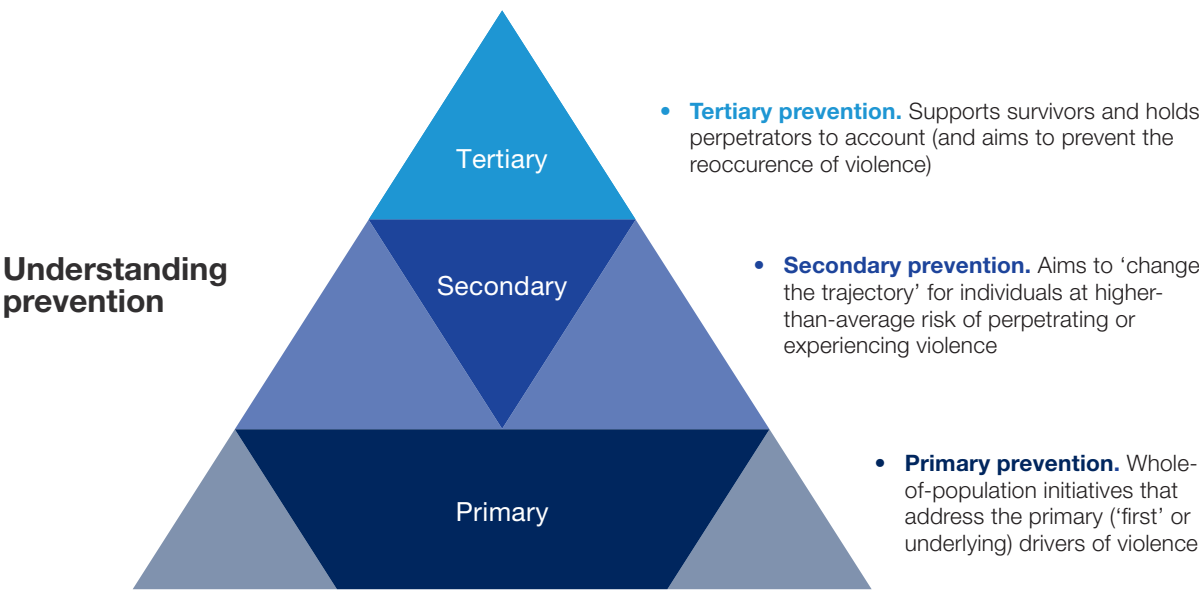 Understanding
prevention
Tertiary
• Tertiary prevention. Supports survivors and holds
perpetrators to account (and aims to prevent the
reoccurence of violence)
Secondary
• Secondary prevention. Aims to ‘change
the trajectory’ for individuals at higher-
than-average risk of perpetrating or
experiencing violence
Primary
• Primary prevention. Whole-
of-population initiatives that
address the primary (‘first’ or
underlying) drivers of violence